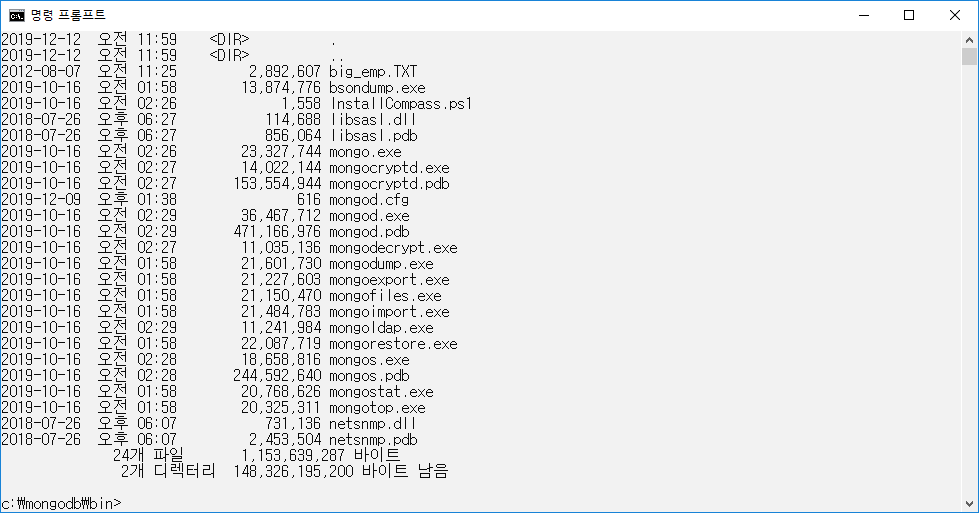 명령 프롬프트
2019-12-12  오전 11:59    <DIR>          .
2019-12-12  오전 11:59    <DIR>          ..
2012-08-07  오전 11:25         2,892,607 big_emp.TXT
2019-10-16  오전 01:58        13,874,776 bsondump.exe
2019-10-16  오전 02:26             1,558 InstallCompass.ps1
2018-07-26  오후 06:27           114,688 libsasl.dll
2018-07-26  오후 06:27           856,064 libsasl.pdb
2019-10-16  오전 02:26        23,327,744 mongo.exe
2019-10-16  오전 02:27        14,022,144 mongocryptd.exe
2019-10-16  오전 02:27       153,554,944 mongocryptd.pdb
2019-12-09  오후 01:38               616 mongod.cfg
2019-10-16  오전 02:29        36,467,712 mongod.exe
2019-10-16  오전 02:29       471,166,976 mongod.pdb
2019-10-16  오전 02:27        11,035,136 mongodecrypt.exe
2019-10-16  오전 01:58        21,601,730 mongodump.exe
2019-10-16  오전 01:58        21,227,603 mongoexport.exe
2019-10-16  오전 01:58        21,150,470 mongofiles.exe
2019-10-16  오전 01:58        21,484,783 mongoimport.exe
2019-10-16  오전 02:29        11,241,984 mongoldap.exe
2019-10-16  오전 01:58        22,087,719 mongorestore.exe
2019-10-16  오전 02:28        18,658,816 mongos.exe
2019-10-16  오전 02:28       244,592,640 mongos.pdb
2019-10-16  오전 01:58        20,768,626 mongostat.exe
2019-10-16  오전 01:58        20,325,311 mongotop.exe
2018-07-26  오후 06:07           731,136 netsnmp.dll
2018-07-26  오후 06:07         2,453,504 netsnmp.pdb
24개 파일       1,153,639,287 바이트
2개 디렉터리  148,326,195,200 바이트 남음
c:₩mongodb₩bin>